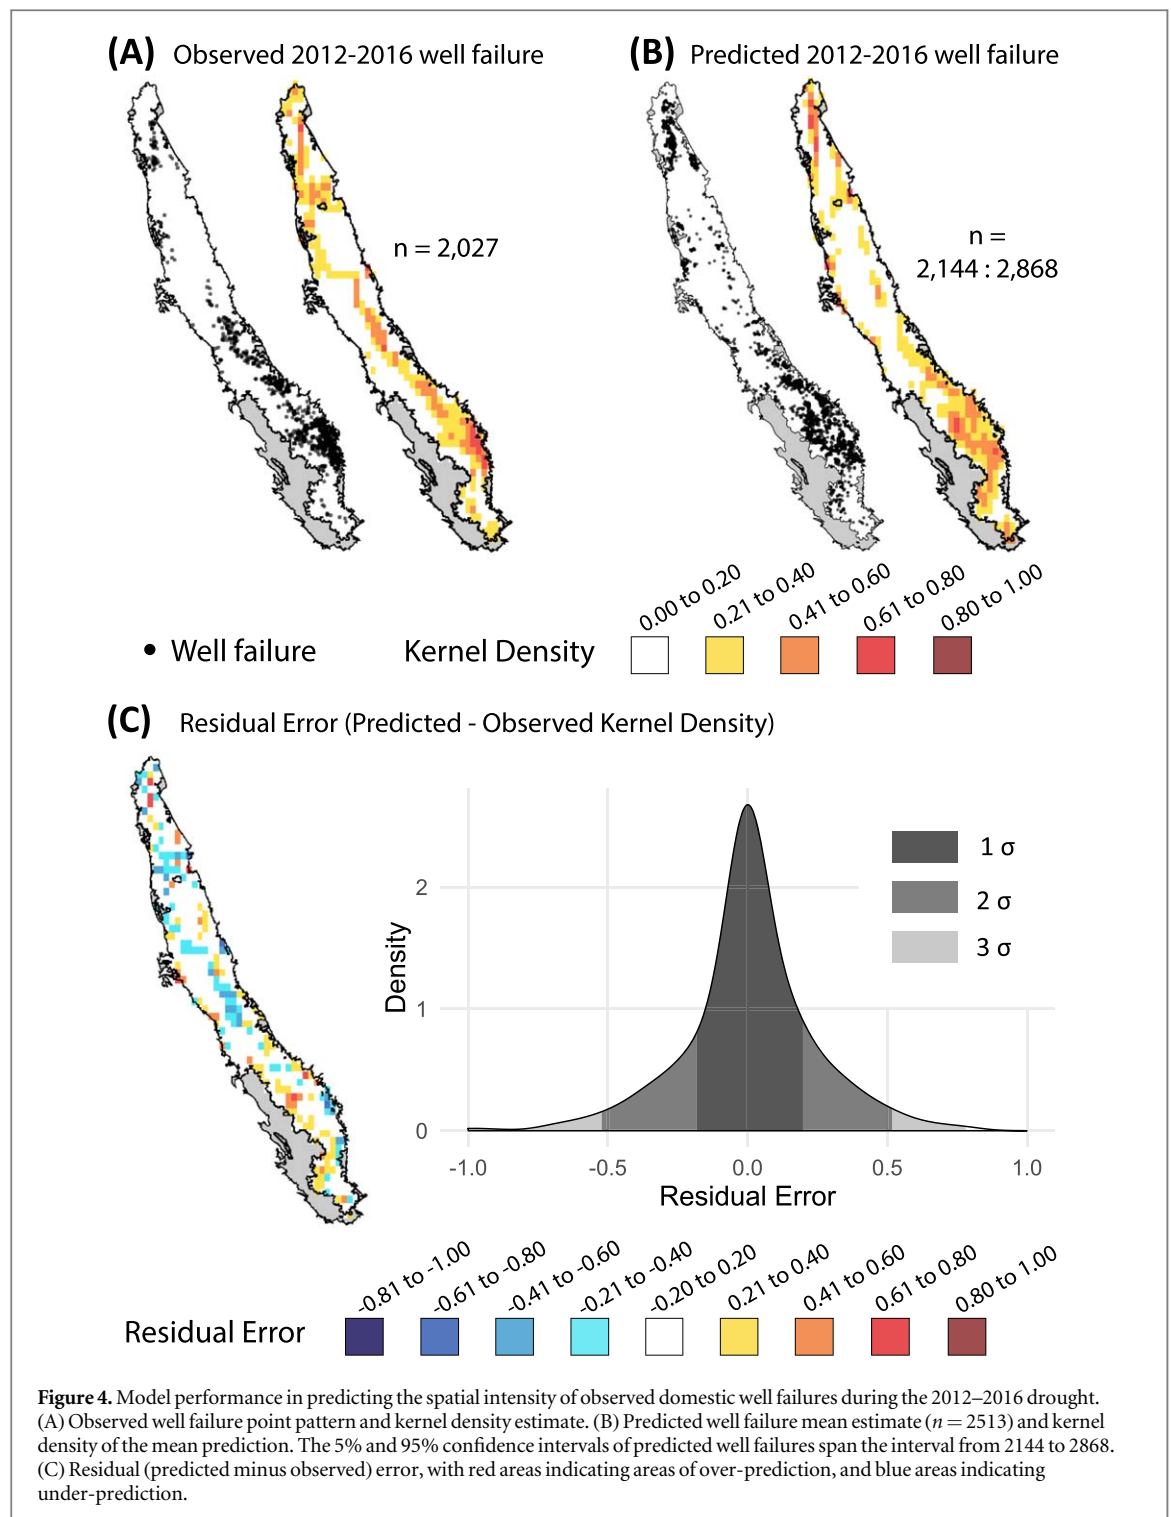 (A) Observed 2012-2016 well failure
(B) Predicted 2012-2016 well failure
n = 2,027
n =
2,144 : 2,868
Well failure
Kernel Density
0.00 to 0.20
0.21 to 0.40
0.41 to 0.60
0.61 to 0.80
0.80 to 1.00
(C) Residual Error (Predicted - Observed Kernel Density)
1 σ
2 σ
3 σ
Density
2
1
0
-1.0
-0.5
0.0
0.5
1.0
Residual Error
Residual Error
-0.81 to -1.00
-0.61 to -0.80
-0.41 to -0.60
-0.21 to -0.40
-0.20 to 0.20
0.21 to 0.40
0.41 to 0.60
0.61 to 0.80
0.80 to 1.00
Figure 4. Model performance in predicting the spatial intensity of observed domestic well failures during the 2012–2016 drought.
(A) Observed well failure point pattern and kernel density estimate. (B) Predicted well failure mean estimate (n = 2513) and kernel
density of the mean prediction. The 5% and 95% confidence intervals of predicted well failures span the interval from 2144 to 2868.
(C) Residual (predicted minus observed) error, with red areas indicating areas of over-prediction, and blue areas indicating
under-prediction.